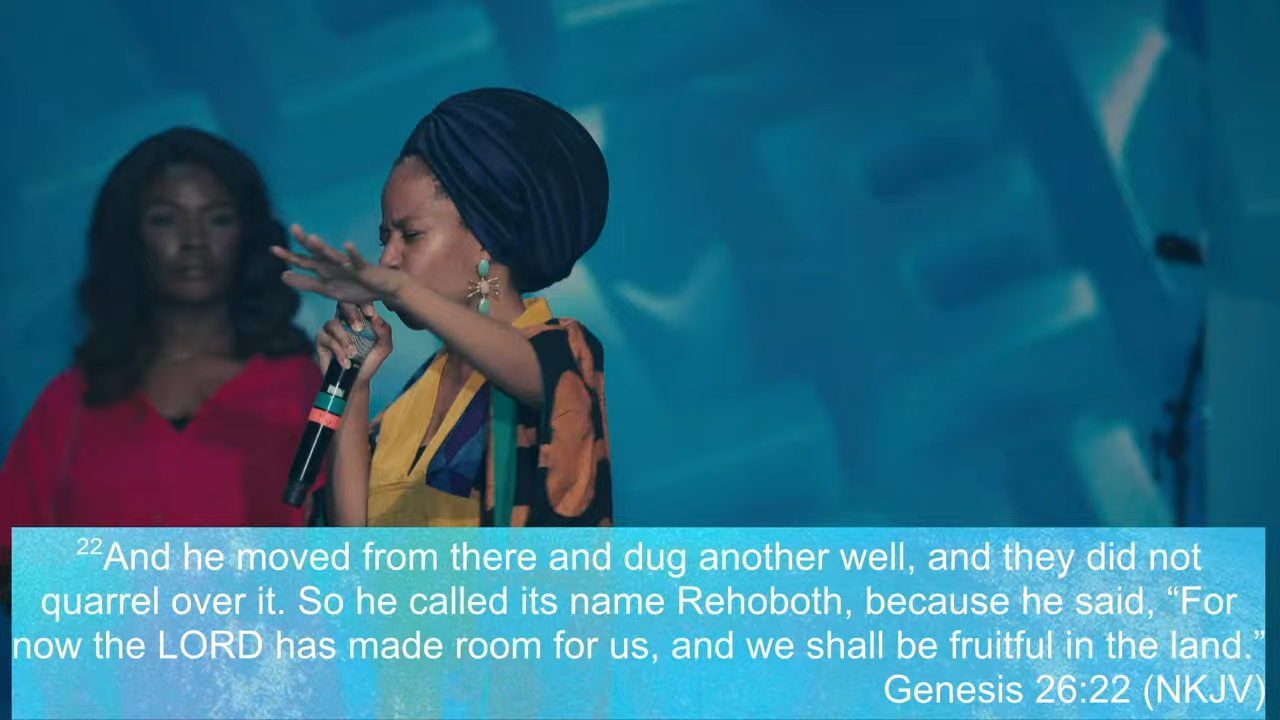 ²²And he moved from there and dug another well, and they did not
quarrel over it. So he called its name Rehoboth, because he said, “For
now the LORD has made room for us, and we shall be fruitful in the land.”
Genesis 26:22 (NKJV)